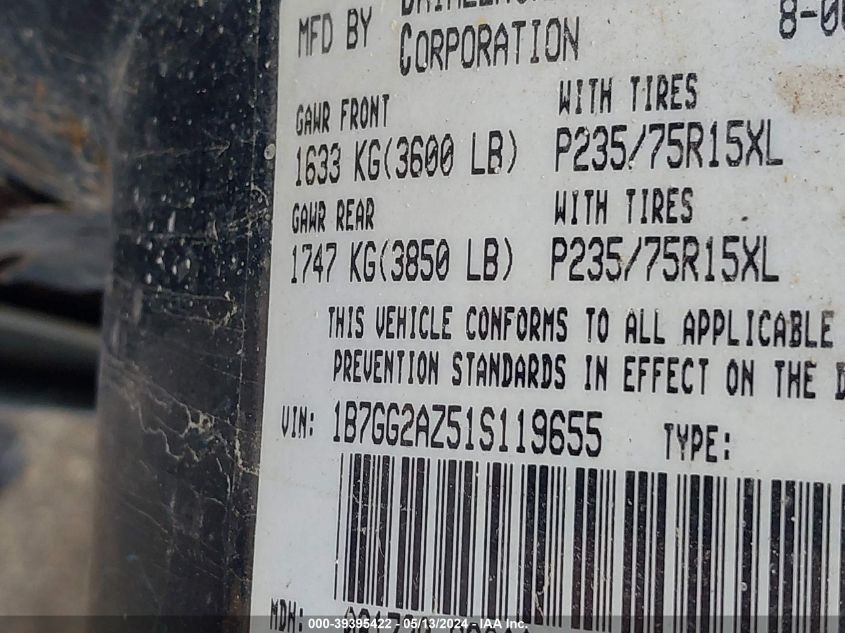 MFD BY
CORPORATION
GAWR FRONT WITH TIRES
1633 KG(3600 LB) P235/75R15XL
GAWR REAR WITH TIRES
1747 KG(3850 LB) P235/75R15XL
THIS VEHICLE CONFORMS TO ALL APPLICABLE
PREVENTION STANDARDS IN EFFECT ON THE
VIN: 1B7GG2AZ51S119655 TYPE:
MDH:
000-39395422 - 05/13/2024 - IAA Inc.